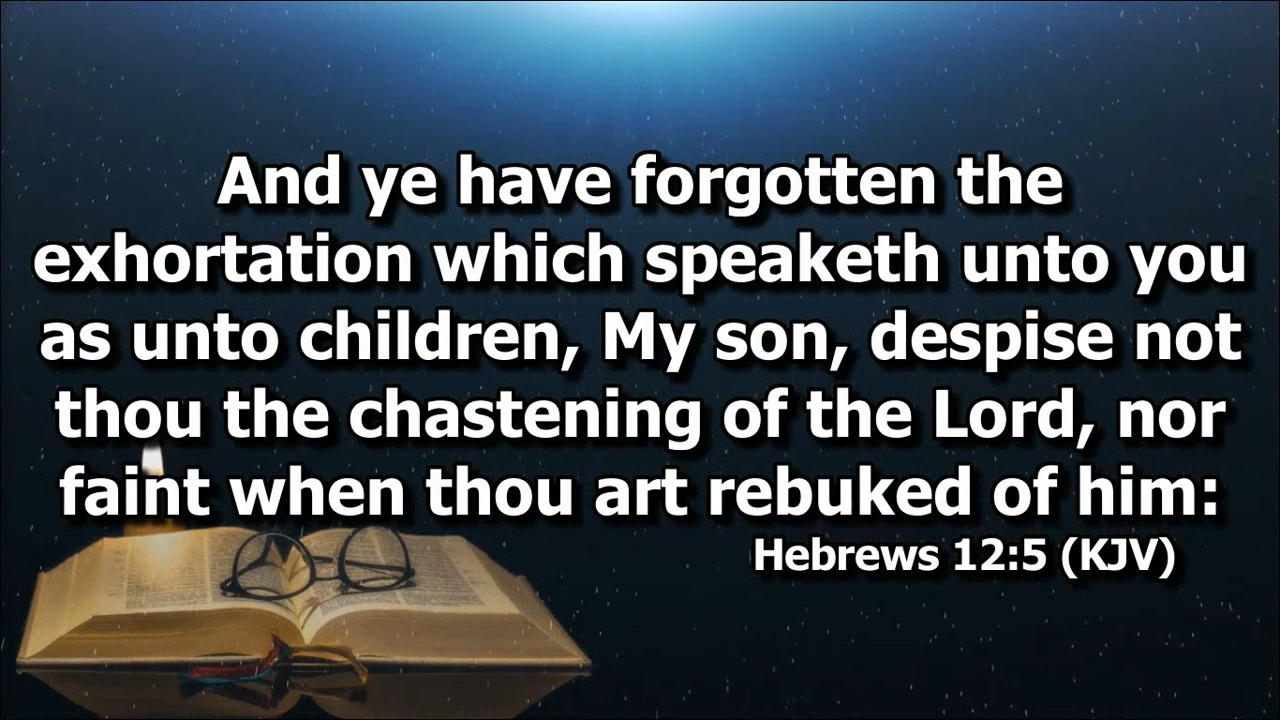 And ye have forgotten the
exhortation which speaketh unto you
as unto children, My son, despise not
thou the chastening of the Lord, nor
faint when thou art rebuked of him:
Hebrews 12:5 (KJV)